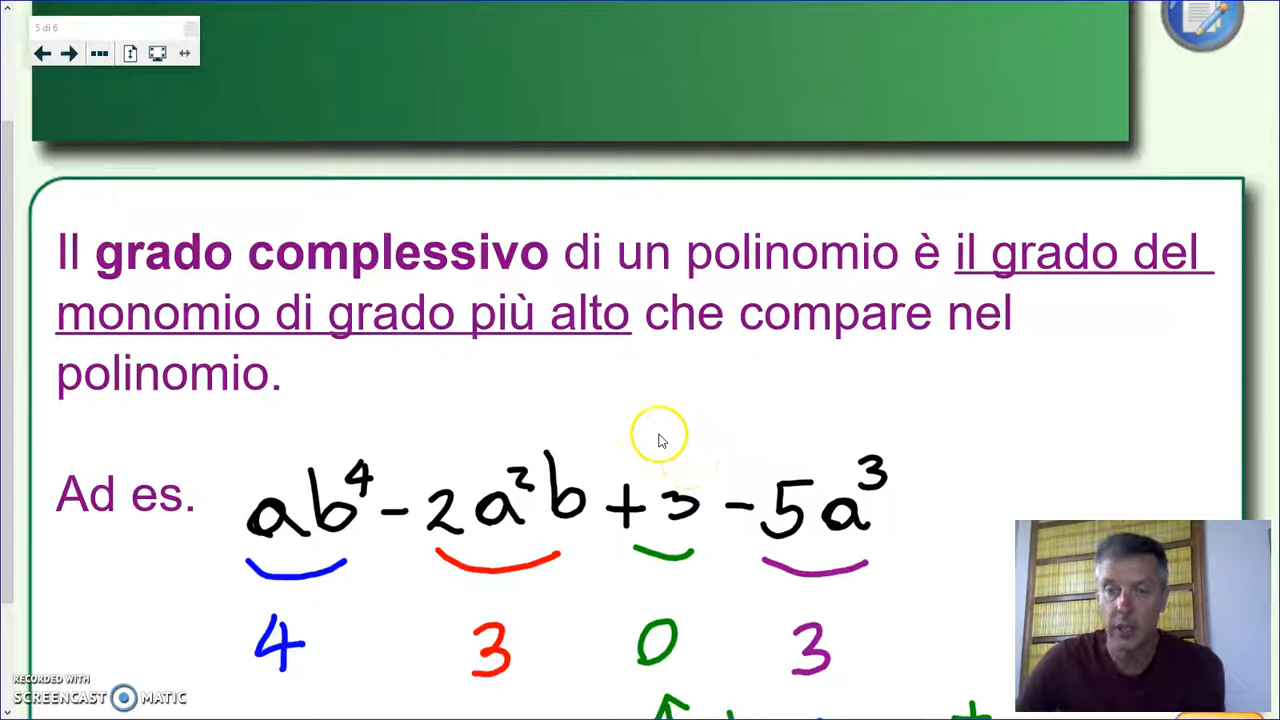 5 di 6
Il grado complessivo di un polinomio è il grado del
monomio di grado più alto che compare nel
polinomio.
Ad es. ab⁴ - 2a²b + 3 - 5a³
4 3 0 3
RECORDED WITH
SCREENCAST MATIC